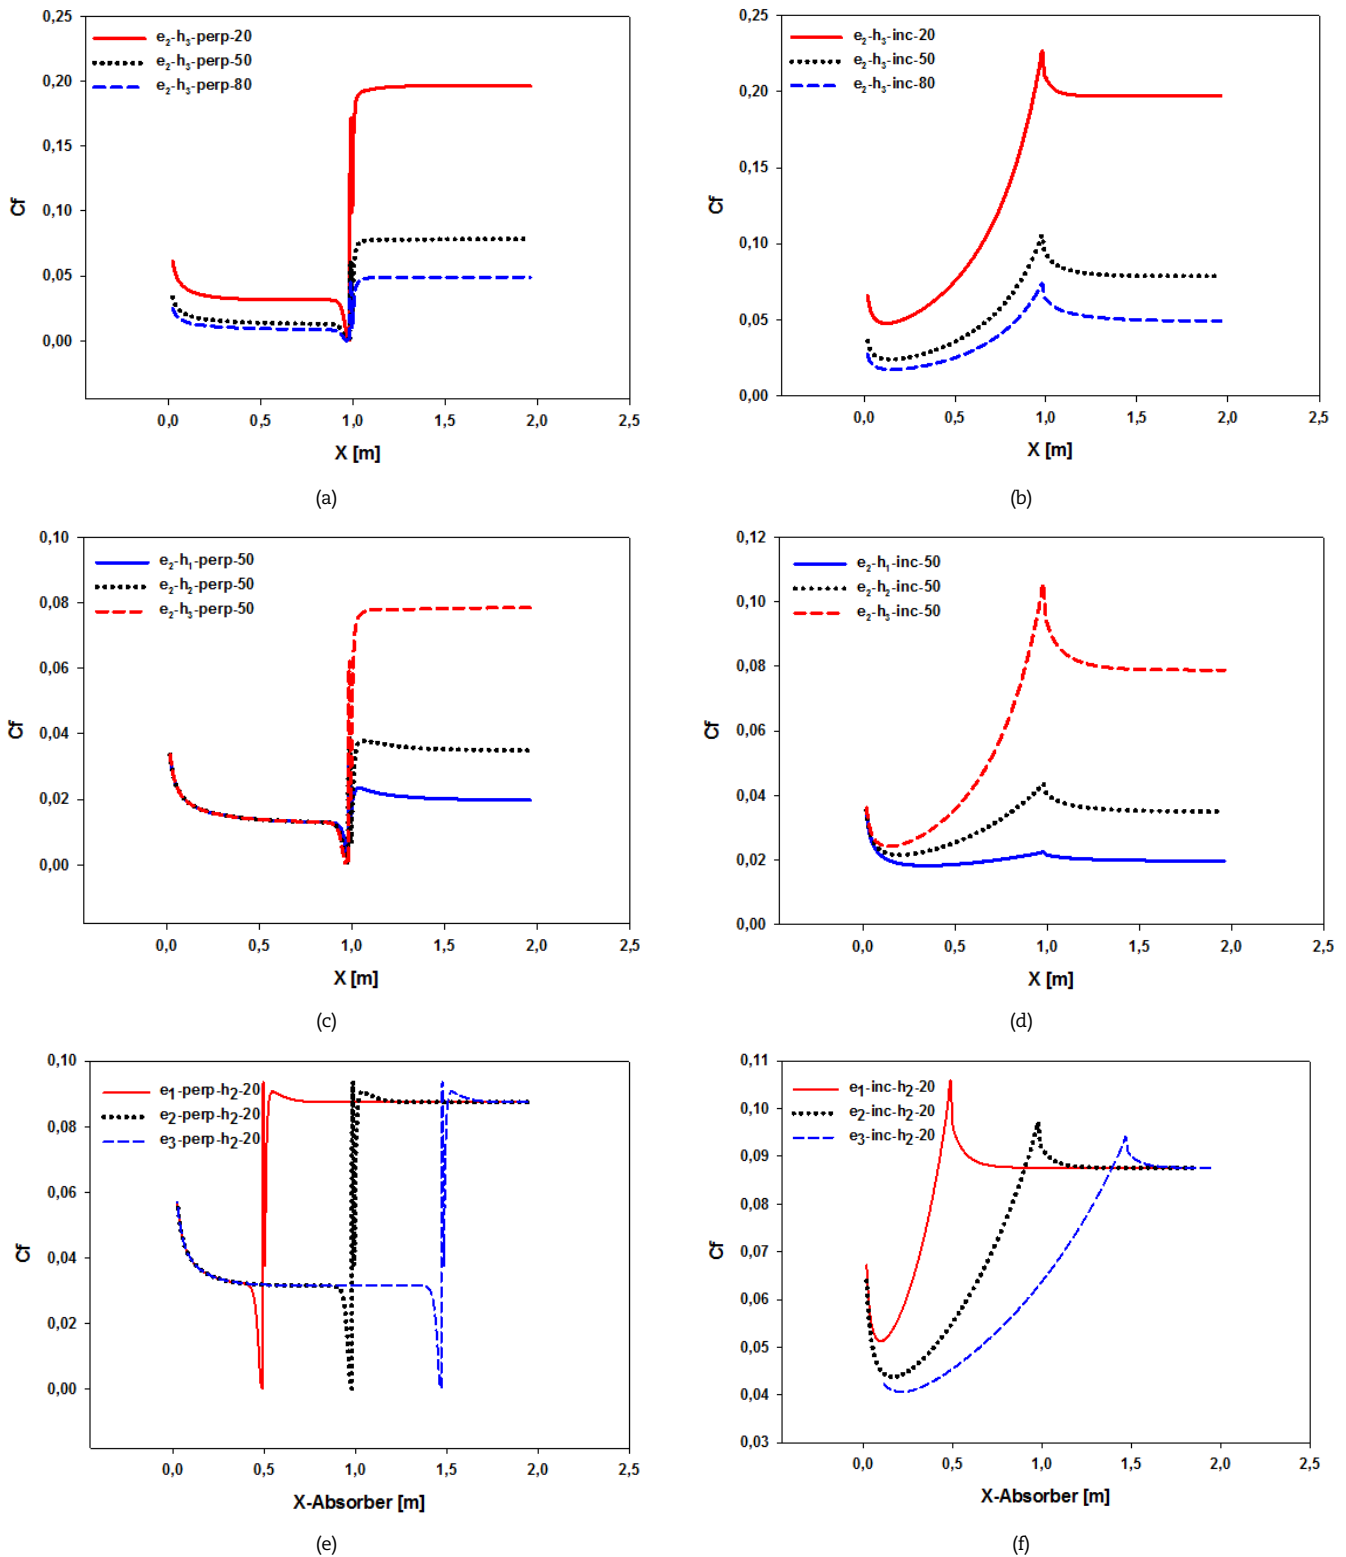 0,25
0,20
0,15
0,10
0,05
0,00
Cf
e2-h3-perp-20
e2-h3-perp-50
e2-h3-perp-80
0,0 0,5 1,0 1,5 2,0 2,5
X [m]
(a)
0,25
0,20
0,15
0,10
0,05
0,00
Cf
e2-h3-inc-20
e2-h3-inc-50
e2-h3-inc-80
0,0 0,5 1,0 1,5 2,0 2,5
X [m]
(b)
0,10
0,08
0,06
0,04
0,02
0,00
Cf
e2-h1-perp-50
e2-h2-perp-50
e2-h3-perp-50
0,0 0,5 1,0 1,5 2,0 2,5
X [m]
(c)
0,12
0,10
0,08
0,06
0,04
0,02
0,00
Cf
e2-h1-inc-50
e2-h2-inc-50
e2-h3-inc-50
0,0 0,5 1,0 1,5 2,0 2,5
X [m]
(d)
0,10
0,08
0,06
0,04
0,02
0,00
Cf
e1-perp-h2-20
e2-perp-h2-20
e3-perp-h2-20
0,0 0,5 1,0 1,5 2,0 2,5
X-Absorber [m]
(e)
0,11
0,10
0,09
0,08
0,07
0,06
0,05
0,04
0,03
Cf
e1-inc-h2-20
e2-inc-h2-20
e3-inc-h2-20
0,0 0,5 1,0 1,5 2,0 2,5
X-Absorber [m]
(f)